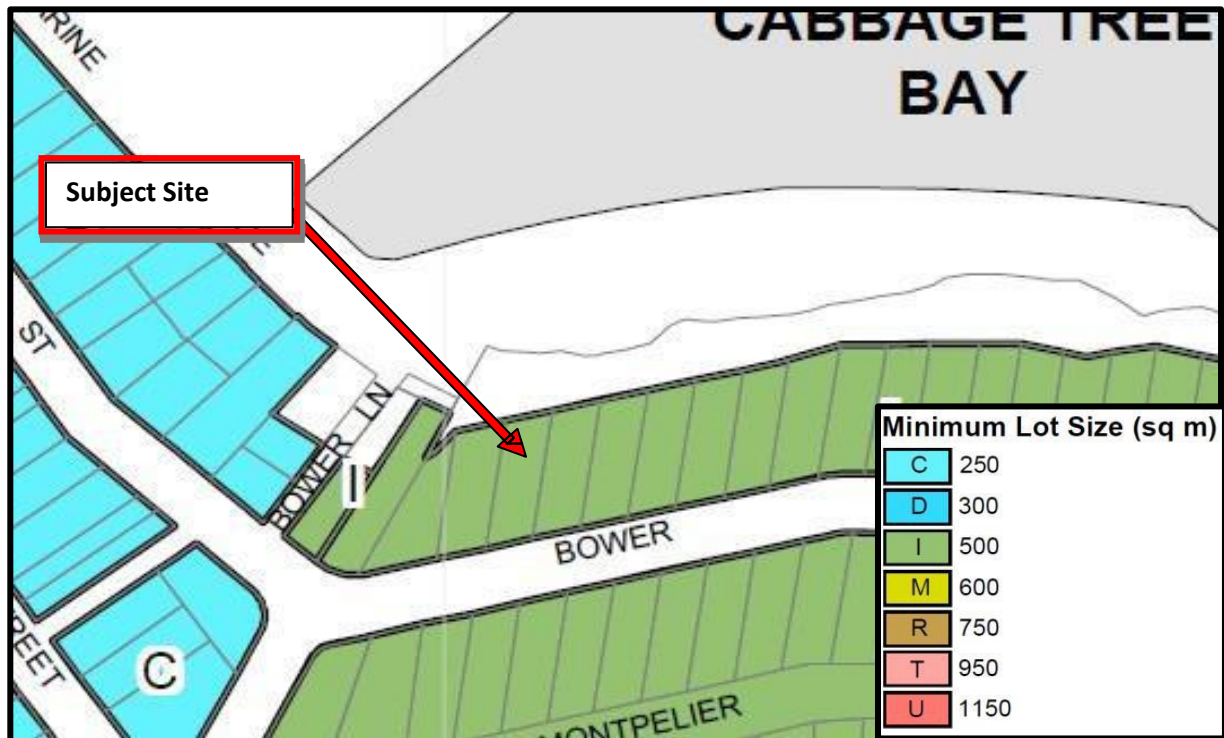 CABBAGE TREE
BAY
Subject Site
ST
BOWER LN
I
BOWER
C
MONTPELIER
Minimum Lot Size (sq m)
C 250
D 300
I 500
M 600
R 750
T 950
U 1150